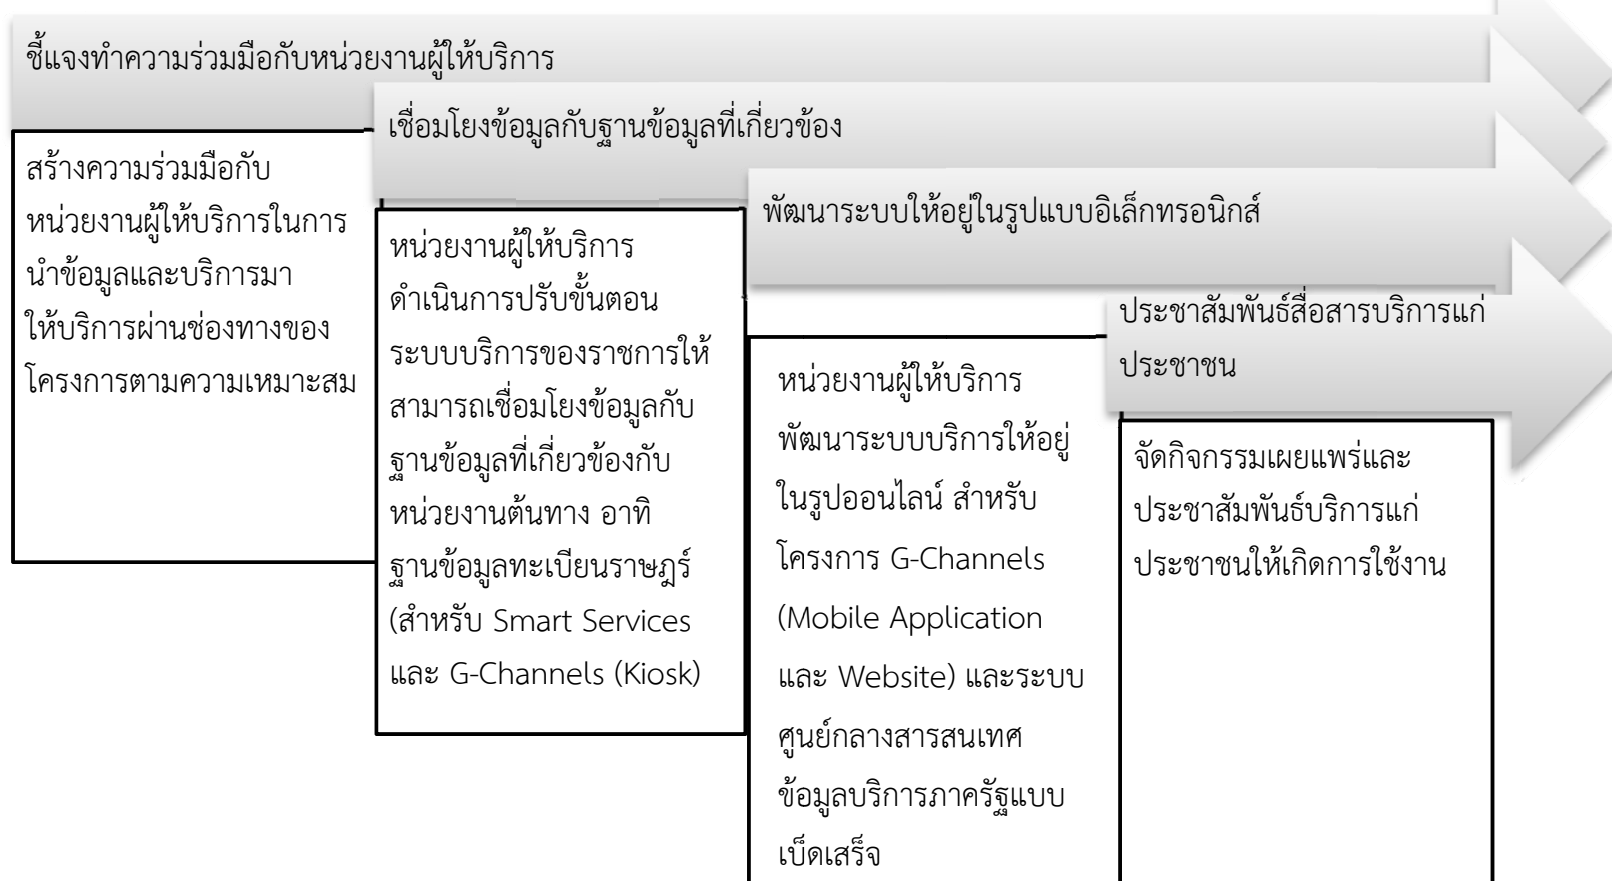 ชี้แจงทำความร่วมมือกับหน่วยงานผู้ให้บริการ
สร้างความร่วมมือกับ
หน่วยงานผู้ให้บริการในการ
นำข้อมูลและบริการมา
ให้บริการผ่านช่องทางของ
โครงการตามความเหมาะสม
เชื่อมโยงข้อมูลกับฐานข้อมูลที่เกี่ยวข้อง
หน่วยงานผู้ให้บริการ
ดำเนินการปรับขั้นตอน
ระบบบริการของราชการให้
สามารถเชื่อมโยงข้อมูลกับ
ฐานข้อมูลที่เกี่ยวข้องกับ
หน่วยงานต้นทาง อาทิ
ฐานข้อมูลทะเบียนราษฎร์
(สำหรับ Smart Services
และ G-Channels (Kiosk)
พัฒนาระบบให้อยู่ในรูปแบบอิเล็กทรอนิกส์
หน่วยงานผู้ให้บริการ
พัฒนาระบบบริการให้อยู่
ในรูปออนไลน์ สำหรับ
โครงการ G-Channels
(Mobile Application
และ Website) และระบบ
ศูนย์กลางสารสนเทศ
ข้อมูลบริการภาครัฐแบบ
เบ็ดเสร็จ
ประชาสัมพันธ์สื่อสารบริการแก่
ประชาชน
จัดกิจกรรมเผยแพร่และ
ประชาสัมพันธ์บริการแก่
ประชาชนให้เกิดการใช้งาน